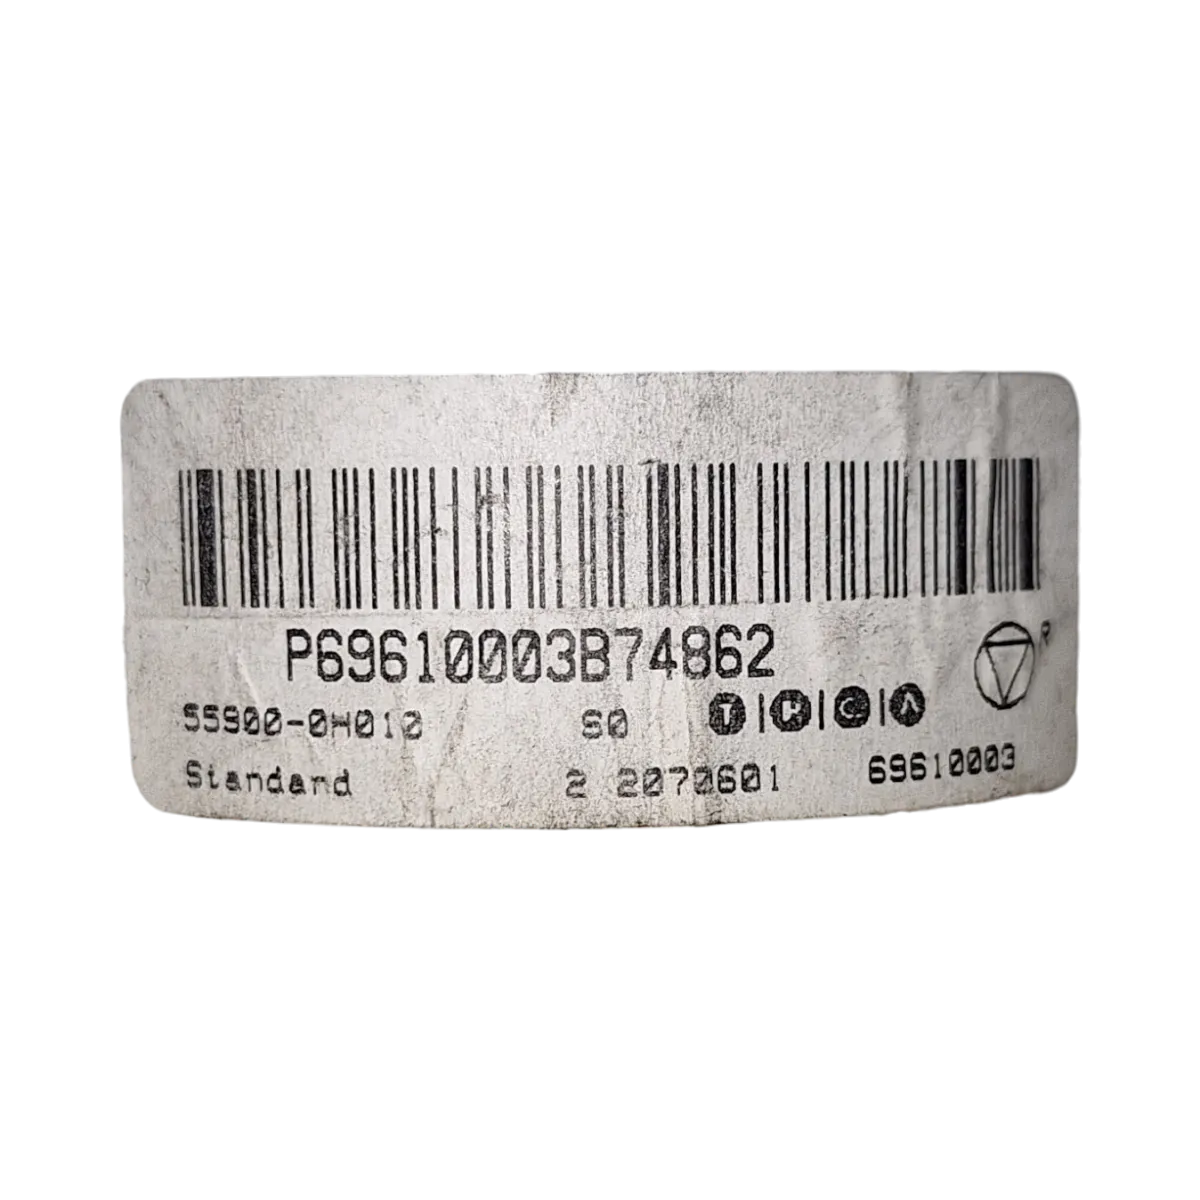 P69610003B74862
R
55900-0H010 S0 T|P|C|A
Standard 2 2070601 69610003